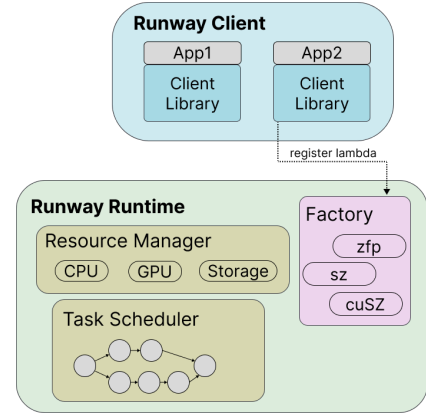 Runway Client
App1
Client
Library
App2
Client
Library
register lambda
Runway Runtime
Resource Manager
CPU
GPU
Storage
Task Scheduler
Factory
zfp
sz
cuSZ